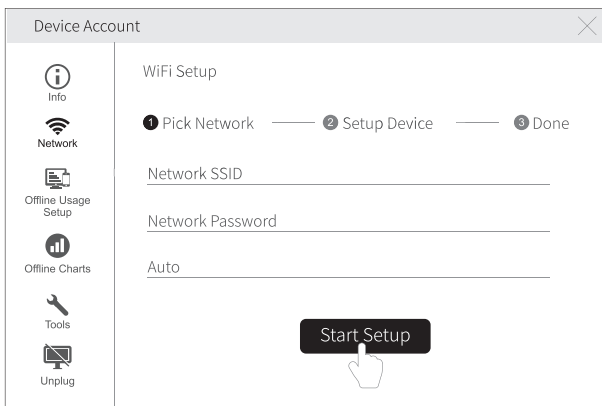 Device Account
Info
Network
Offline Usage
Setup
Offline Charts
Tools
Unplug
WiFi Setup
1 Pick Network
2 Setup Device
3 Done
Network SSID
Network Password
Auto
Start Setup